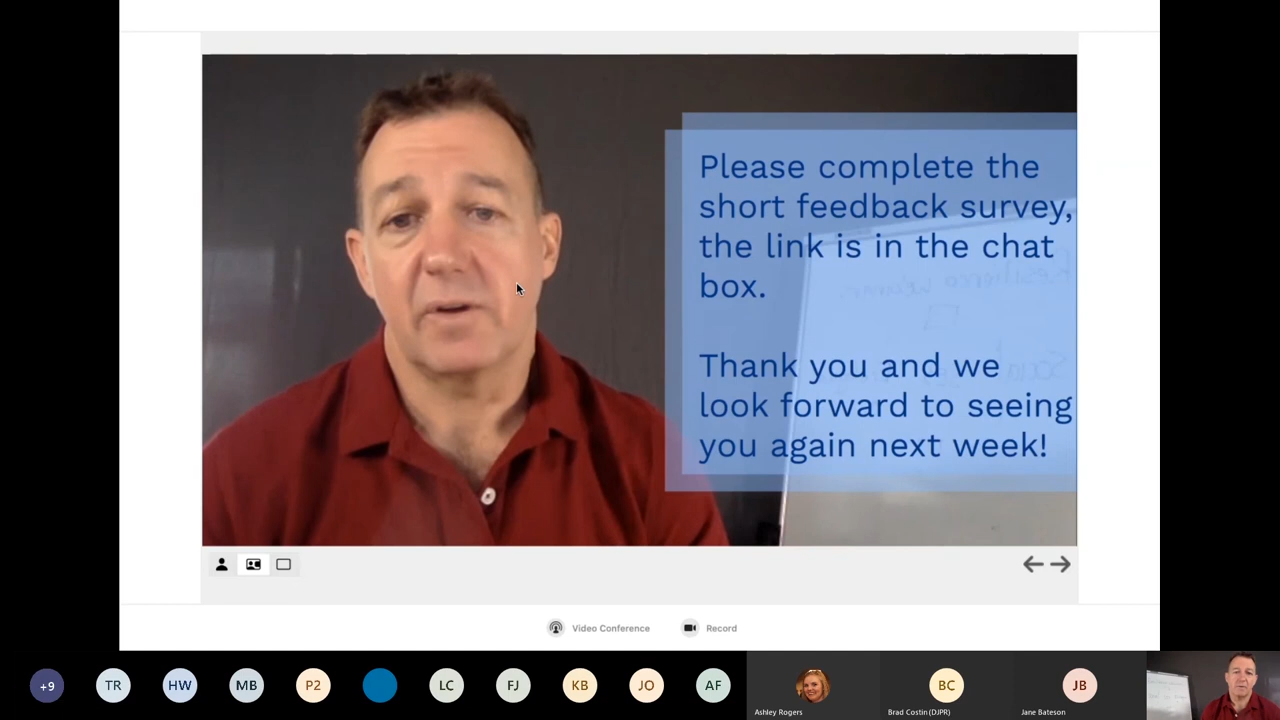 Please complete the
short feedback survey,
the link is in the chat
box.
Thank you and we
look forward to seeing
you again next week!
Video Conference
Record
+9
TR
HW
MB
P2
LC
FJ
KB
JO
AF
BC
JB
Ashley Rogers
Brad Costin (DJPR)
Jane Bateson